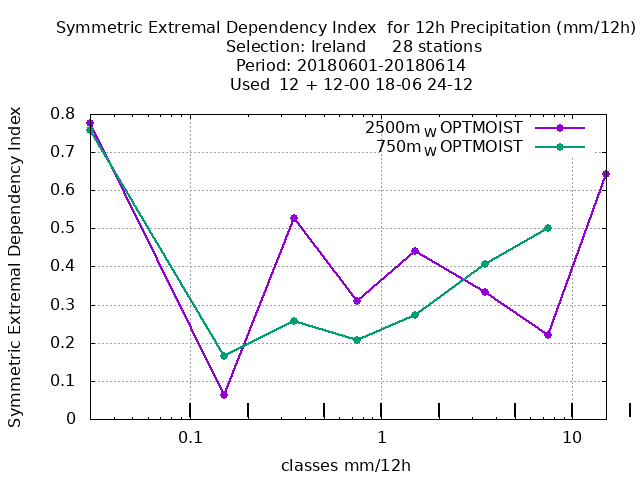 Symmetric Extremal Dependency Index for 12h Precipitation (mm/12h)
Selection: Ireland 28 stations
Period: 20180601-20180614
Used 12 + 12-00 18-06 24-12
Symmetric Extremal Dependency Index
0.8
0.7
0.6
0.5
0.4
0.3
0.2
0.1
0
2500m W OPTMOIST
750m W OPTMOIST
0.1 1 10
classes mm/12h